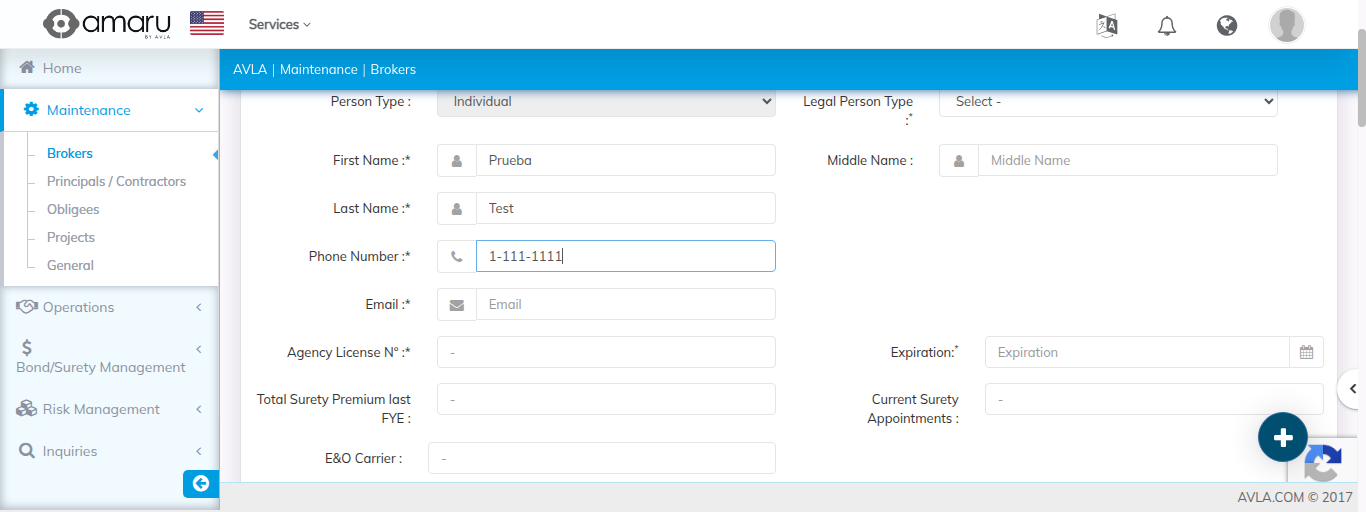 amaru
BY AVLA
Services
Home
AVLA | Maintenance | Brokers
Maintenance
Brokers
Principals / Contractors
Obligees
Projects
General
Operations
Bond/Surety Management
Risk Management
Inquiries
Person Type :
Individual
Legal Person Type :*
Select -
First Name :*
Prueba
Middle Name :
Middle Name
Last Name :*
Test
Phone Number :*
1-111-1111
Email :*
Email
Agency License N° :*
-
Expiration:*
Expiration
Total Surety Premium last
FYE :
-
Current Surety
Appointments :
-
E&O Carrier :
-
AVLA.COM © 2017